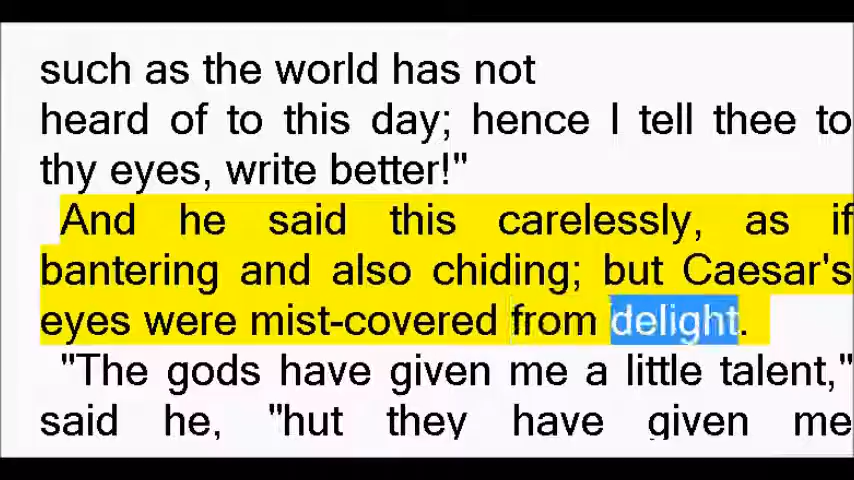 such as the world has not
heard of to this day; hence I tell thee to
thy eyes, write better!"
And he said this carelessly, as if
bantering and also chiding; but Caesar's
eyes were mist-covered from delight.
"The gods have given me a little talent,"
said he, "hut they have given me